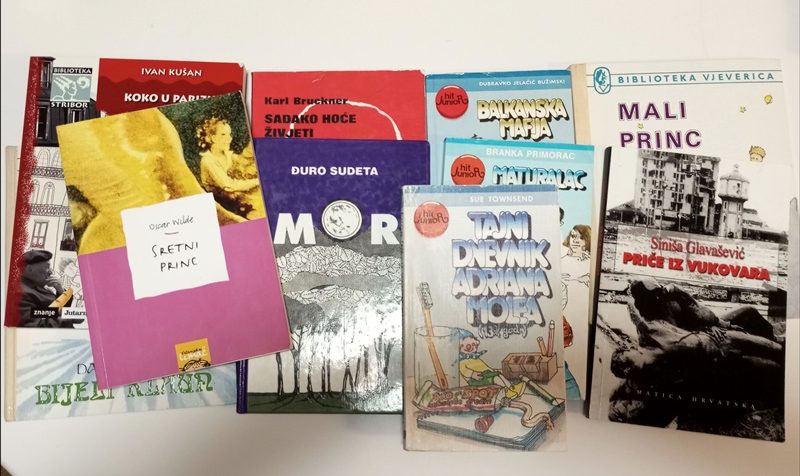 BIBLIOTEKA
STRIBOR
IVAN KUŠAN
KOKO U PARIZU
znanje
Jutarnji
Oscar Wilde
SRETNI
PRINC
BIJELI KLAUN
Karl Bruckner
SADAKO HOĆE
ŽIVJETI
ĐURO SUDETA
MOR
hit
JUNIOR
DUBRAVKO JELAČIĆ BUŽIMSKI
BALKANSKA
MAFIJA
hit
JUNIOR
BRANKA PRIMORAC
MATURALAC
hit
JUNIOR
SUE TOWNSEND
TAJNI
DNEVNIK
ADRIANA
MOLEA
BIBLIOTEKA VJEVERICA
MALI
PRINC
Siniša Glavašević
PRIČE IZ VUKOVARA
MATICA HRVATSKA